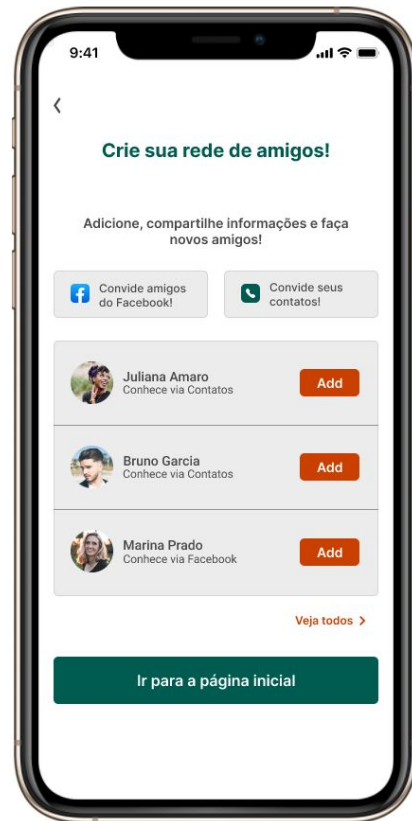 9:41
Crie sua rede de amigos!
Adicione, compartilhe informações e faça
novos amigos!
Convide amigos
do Facebook!
Convide seus
contatos!
Juliana Amaro
Conhece via Contatos
Add
Bruno Garcia
Conhece via Contatos
Add
Marina Prado
Conhece via Facebook
Add
Veja todos
Ir para a página inicial